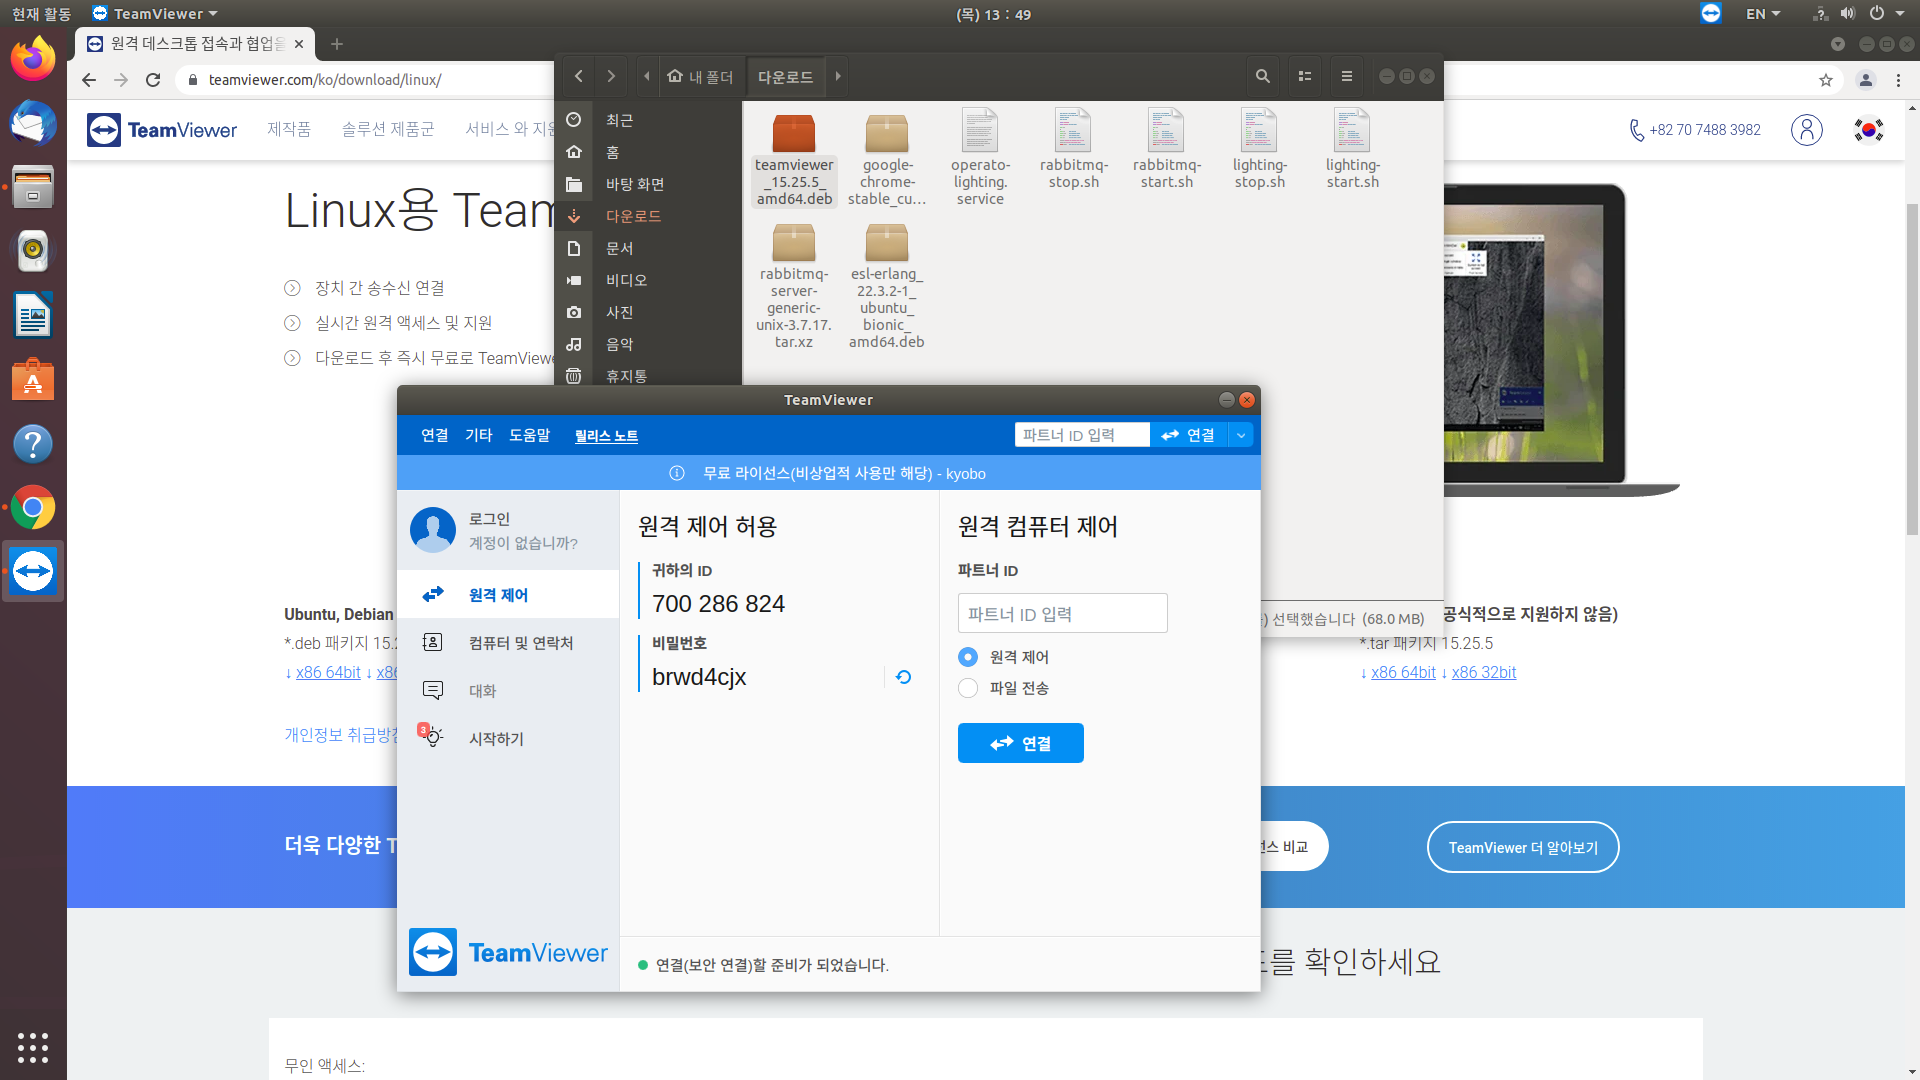 현재 활동
TeamViewer
(목) 13 : 49
EN
원격 데스크톱 접속과 협업을
teamviewer.com/ko/download/linux/
내 폴더
다운로드
TeamViewer
제작품
솔루션 제품군
서비스 와 지원
+82 70 7488 3982
Linux용 Team
장치 간 송수신 연결
실시간 원격 액세스 및 지원
다운로드 후 즉시 무료로 TeamViewe
최근
홈
바탕 화면
다운로드
문서
비디오
사진
음악
휴지통
teamviewer
_15.25.5_
amd64.deb
google-
chrome-
stable_cu...
operato-
lighting.
service
rabbitmq-
stop.sh
rabbitmq-
start.sh
lighting-
stop.sh
lighting-
start.sh
rabbitmq-
server-
generic-
unix-3.7.17.
tar.xz
esl-erlang_
22.3.2-1_
ubuntu_
bionic_
amd64.deb
선택했습니다 (68.0 MB)
TeamViewer
연결
기타
도움말
릴리스 노트
파트너 ID 입력
연결
무료 라이선스(비상업적 사용만 해당) - kyobo
로그인
계정이 없습니까?
원격 제어
컴퓨터 및 연락처
대화
3
시작하기
TeamViewer
원격 제어 허용
귀하의 ID
700 286 824
비밀번호
brwd4cjx
원격 컴퓨터 제어
파트너 ID
파트너 ID 입력
원격 제어
파일 전송
연결
연결(보안 연결)할 준비가 되었습니다.
Ubuntu, Debian
*.deb 패키지 15.2
↓ x86 64bit ↓ x86
개인정보 취급방침
공식적으로 지원하지 않음)
*.tar 패키지 15.25.5
↓ x86 64bit ↓ x86 32bit
더욱 다양한 T
선스 비교
TeamViewer 더 알아보기
드를 확인하세요
무인 액세스: